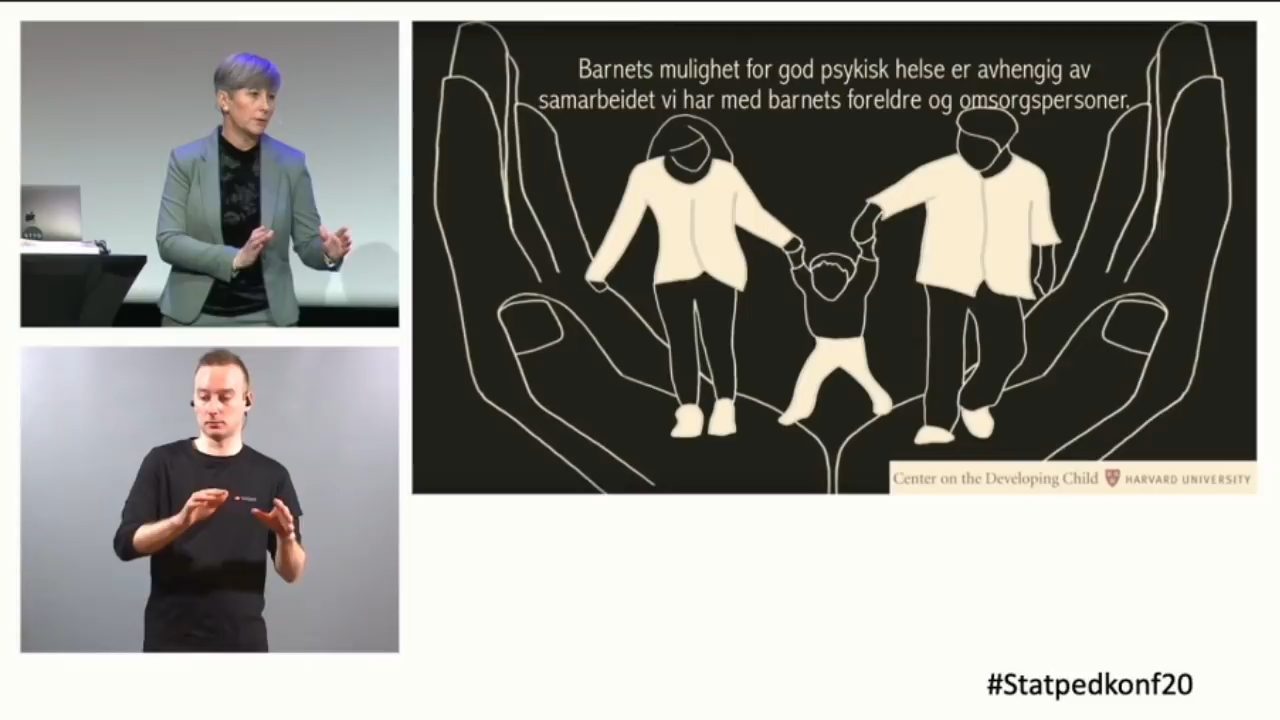 Barnets mulighet for god psykisk helse er avhengig av
samarbeidet vi har med barnets foreldre og omsorgspersoner.
Center on the Developing Child HARVARD UNIVERSITY
#Statpedkonf20